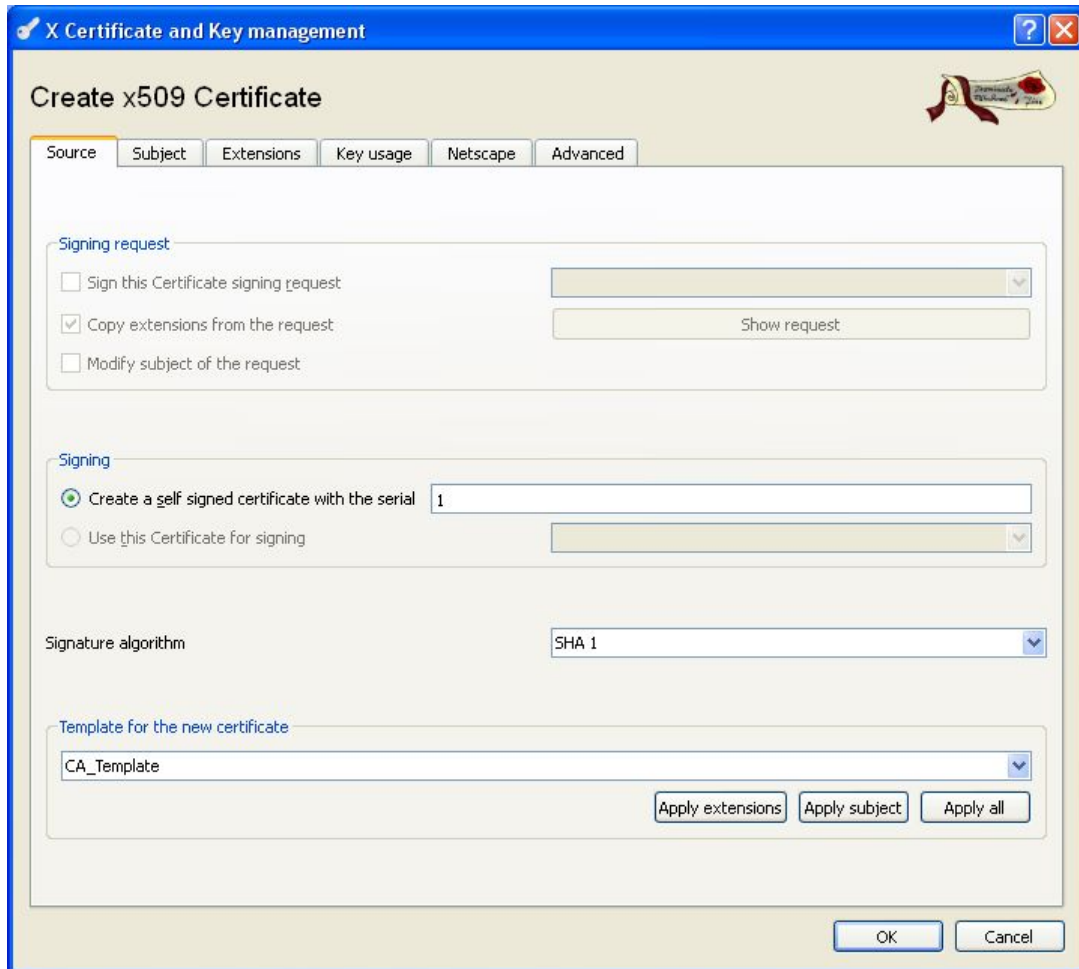 X Certificate and Key management
Create x509 Certificate
Source Subject Extensions Key usage Netscape Advanced
Signing request
Sign this Certificate signing request
Copy extensions from the request Show request
Modify subject of the request
Signing
Create a self signed certificate with the serial 1
Use this Certificate for signing
Signature algorithm SHA 1
Template for the new certificate
CA_Template
Apply extensions Apply subject Apply all
OK Cancel